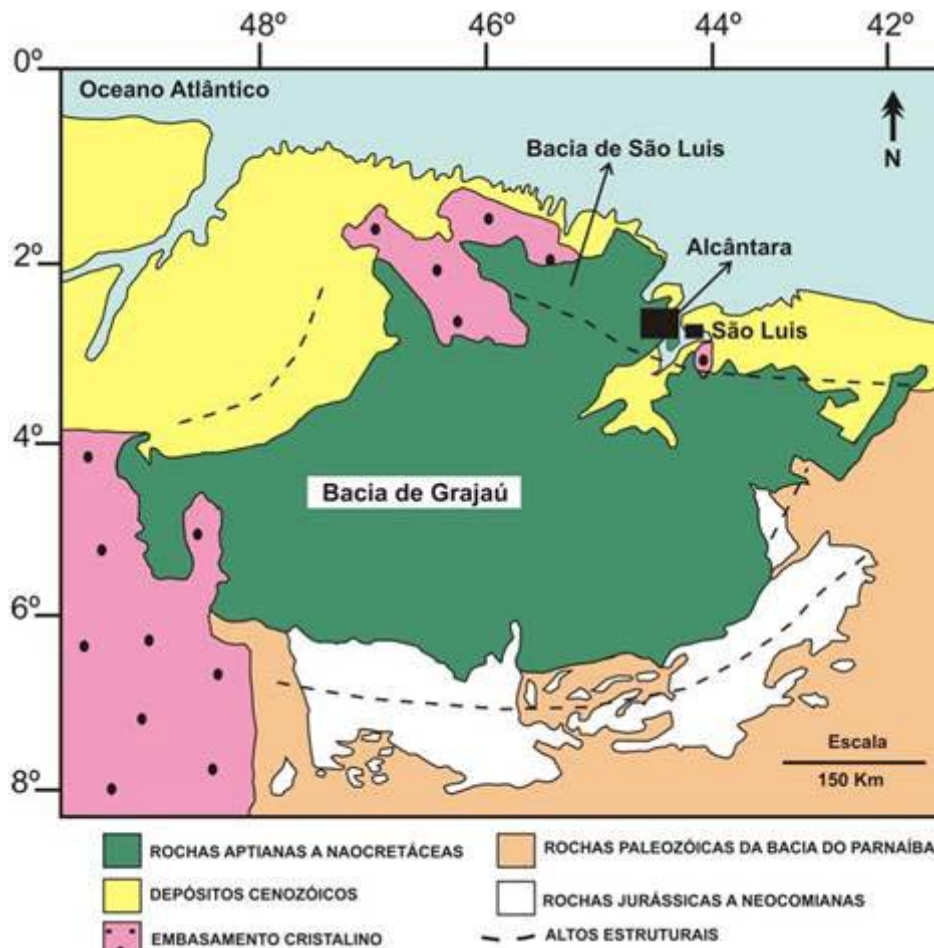 48º 46º 44º 42º
0º
Oceano Atlântico
N
Bacia de São Luis
2º
Alcântara
São Luis
4º
Bacia de Grajaú
6º
Escala
150 Km
8º
ROCHAS APTIANAS A NAOCRETÁCEAS
ROCHAS PALEOZÓICAS DA BACIA DO PARNAÍBA
DEPÓSITOS CENOZÓICOS
ROCHAS JURÁSSICAS A NEOCOMIANAS
EMBASAMENTO CRISTALINO
ALTOS ESTRUTURAIS